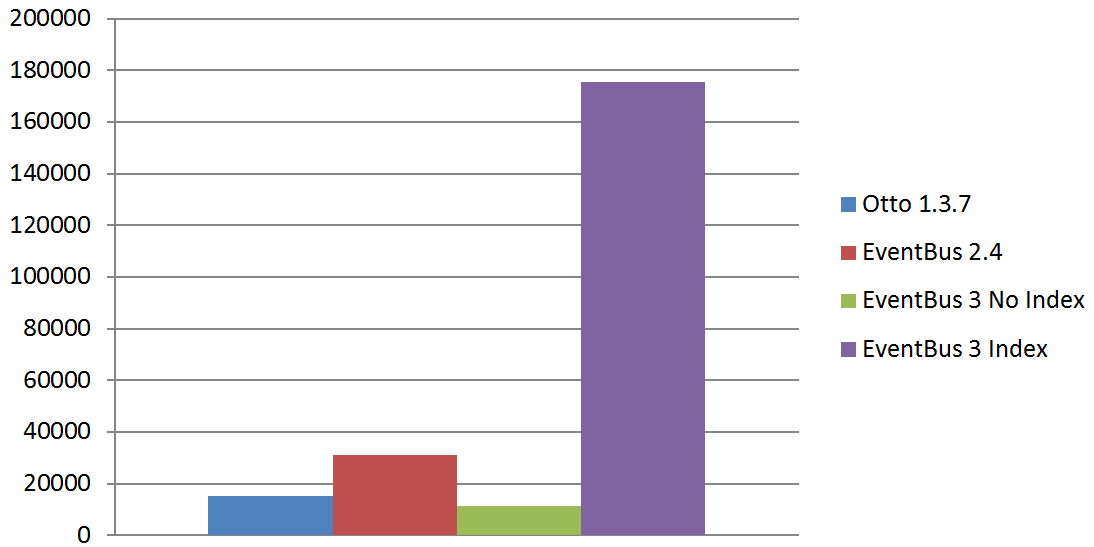 200000
180000
160000
140000
120000
100000
80000
60000
40000
20000
0
Otto 1.3.7
EventBus 2.4
EventBus 3 No Index
EventBus 3 Index